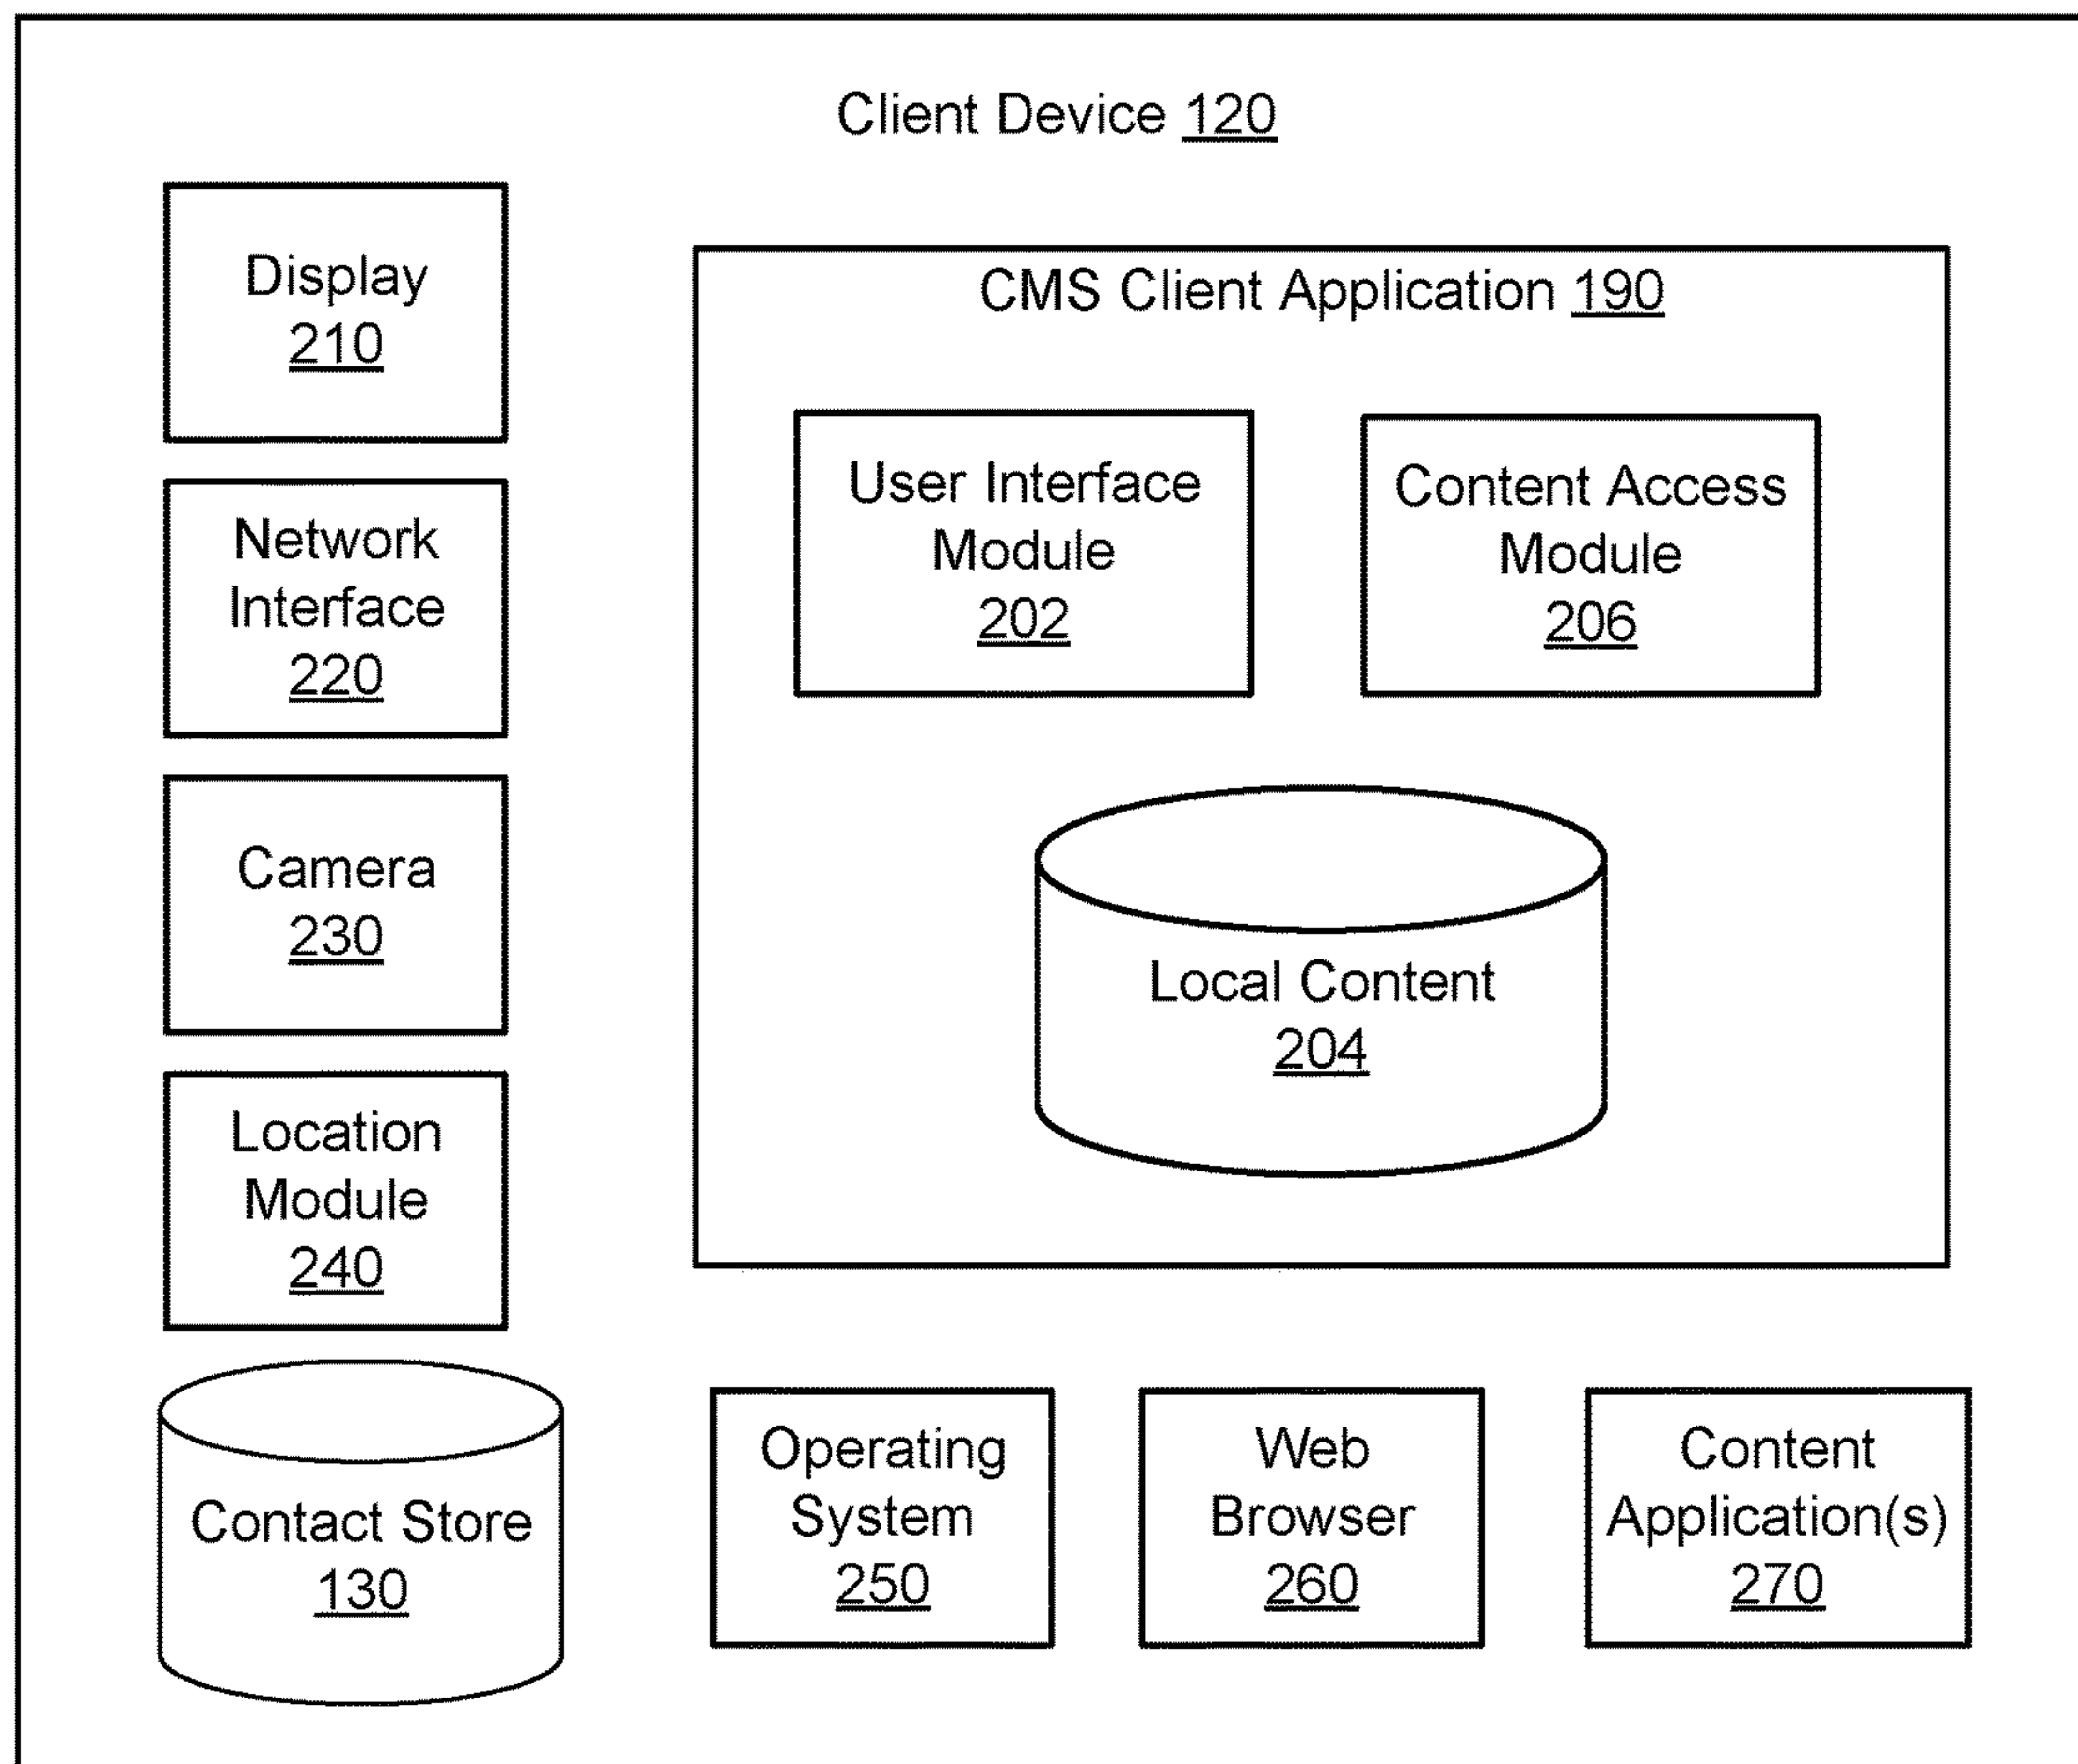 Client Device 120
Display
210
Network
Interface
220
Camera
230
Location
Module
240
Contact Store
130
CMS Client Application 190
User Interface
Module
202
Content Access
Module
206
Local Content
204
Operating
System
250
Web
Browser
260
Content
Application(s)
270